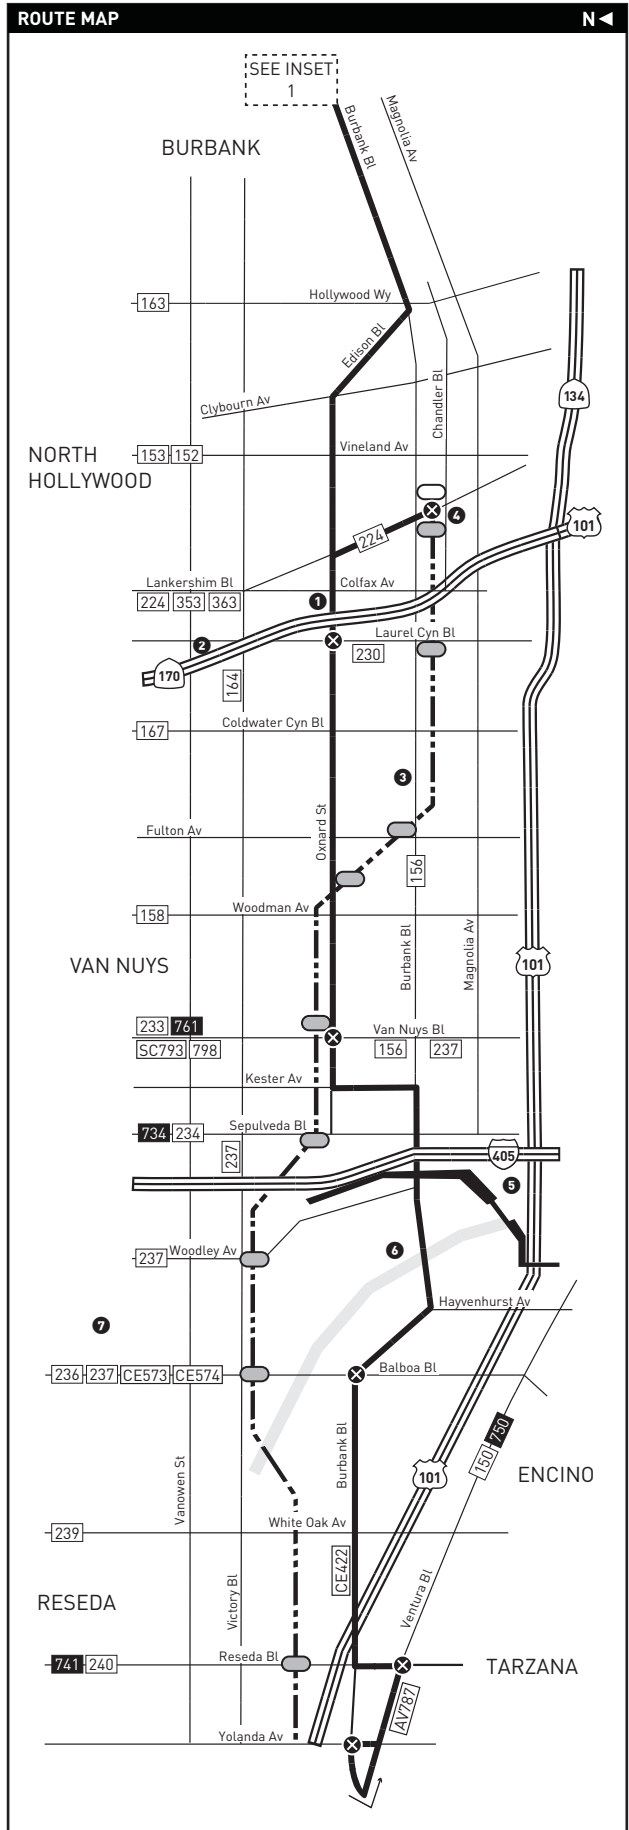 ROUTE MAP
N
SEE INSET
1
BURBANK
Burbank Bl
Magnolia Av
163
Hollywood Wy
Edison Bl
134
Clybourn Av
Chandler Bl
NORTH
HOLLYWOOD
153 152
Vineland Av
4
101
224
Lankershim Bl
Colfax Av
224 353 363
1
Laurel Cyn Bl
2
230
170
164
167
Coldwater Cyn Bl
3
Oxnard St
Fulton Av
156
158
Woodman Av
Burbank Bl
Magnolia Av
101
VAN NUYS
233 761
Van Nuys Bl
SC793 798
156
237
Kester Av
734 234
Sepulveda Bl
237
405
5
237
Woodley Av
6
Hayvenhurst Av
7
236 237 CE573 CE574
Balboa Bl
150 750
Vanowen St
Burbank Bl
101
ENCINO
239
White Oak Av
CE422
RESEDA
Victory Bl
Ventura Bl
741 240
Reseda Bl
TARZANA
AV787
Yolanda Av